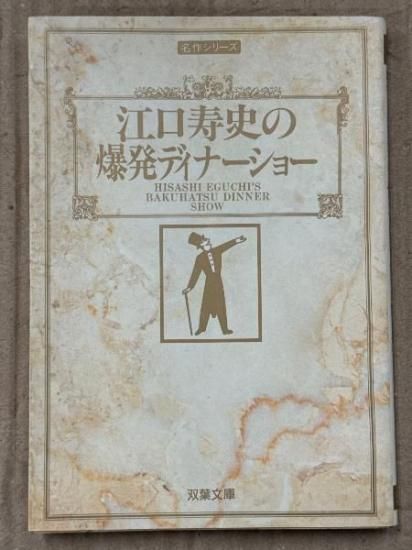 名作シリーズ
江口寿史の
爆発ディナーショー
HISASHI EGUCHI'S
BAKUHATSU DINNER
SHOW
双葉文庫